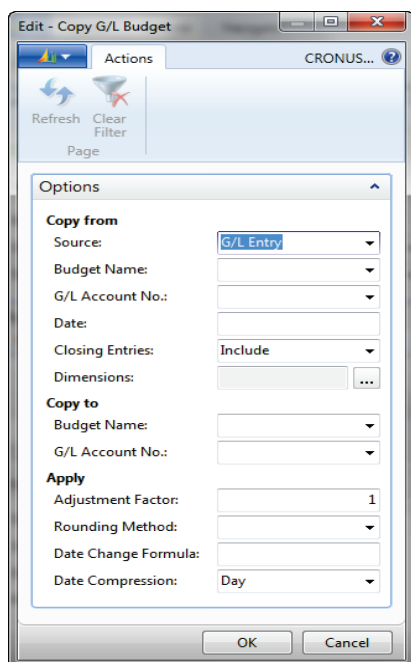 Edit - Copy G/L Budget
Actions
CRONUS...
Refresh Clear
Filter
Page
Options
Copy from
Source: G/L Entry
Budget Name:
G/L Account No.:
Date:
Closing Entries: Include
Dimensions: ...
Copy to
Budget Name:
G/L Account No.:
Apply
Adjustment Factor: 1
Rounding Method:
Date Change Formula:
Date Compression: Day
OK Cancel